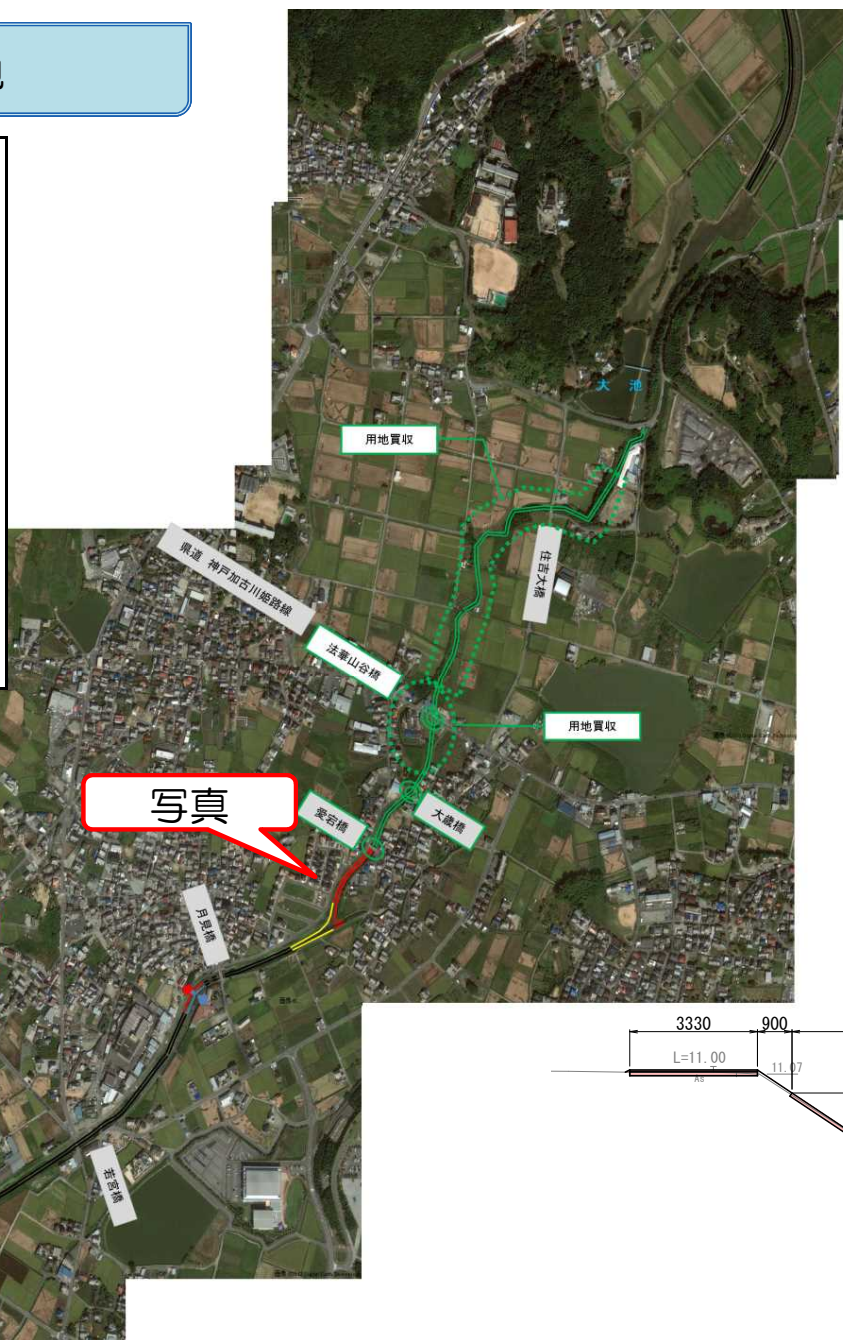 大池
用地買収
県道 神戸加古川姫路線
住吉大橋
法華山谷橋
用地買収
写真
愛宕橋
大歳橋
月見橋
3330
900
L=11.00
11.07
As
若宮橋